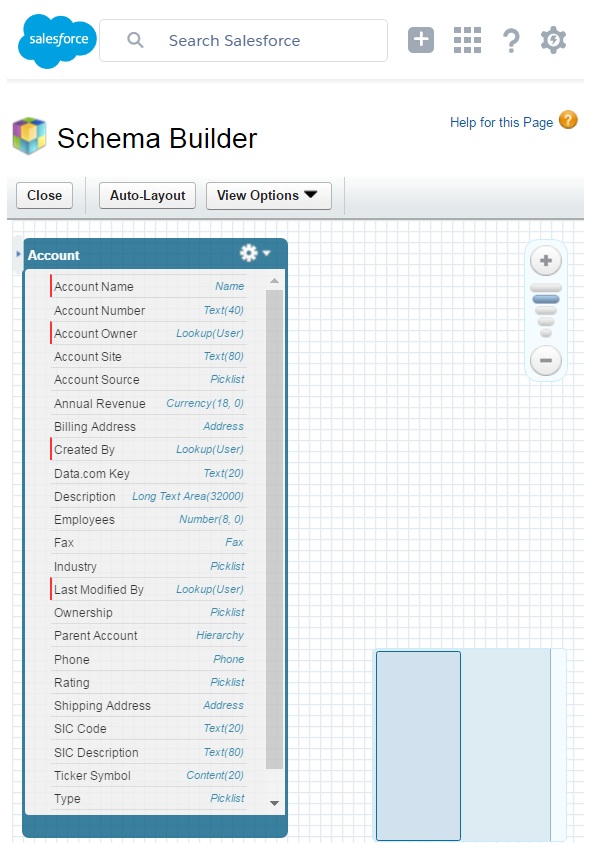 salesforce
Search Salesforce
Schema Builder
Help for this Page ?
Close Auto-Layout View Options
Account
Account Name Name
Account Number Text(40)
Account Owner Lookup(User)
Account Site Text(80)
Account Source Picklist
Annual Revenue Currency(18, 0)
Billing Address Address
Created By Lookup(User)
Data.com Key Text(20)
Description Long Text Area(32000)
Employees Number(8, 0)
Fax Fax
Industry Picklist
Last Modified By Lookup(User)
Ownership Picklist
Parent Account Hierarchy
Phone Phone
Rating Picklist
Shipping Address Address
SIC Code Text(20)
SIC Description Text(80)
Ticker Symbol Content(20)
Type Picklist